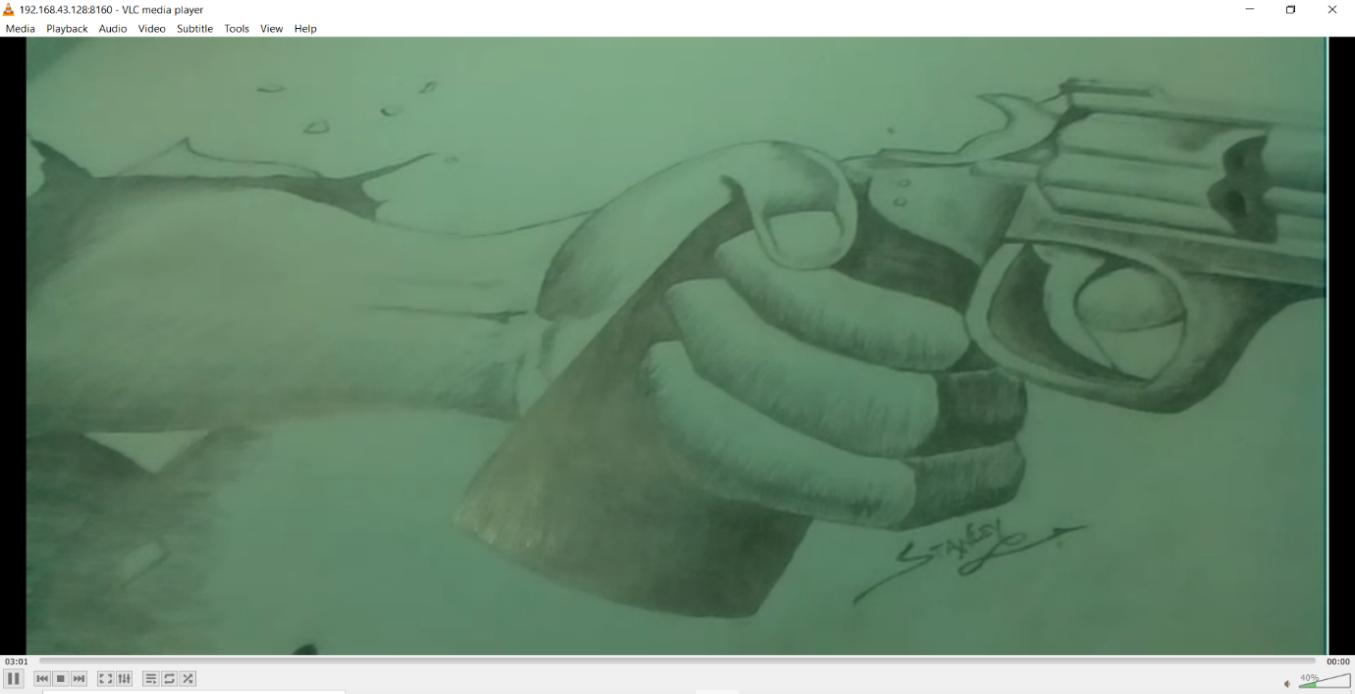 192.168.43.128:8160 - VLC media player
Media Playback Audio Video Subtitle Tools View Help
STANLEY
03:01 00:00
40%